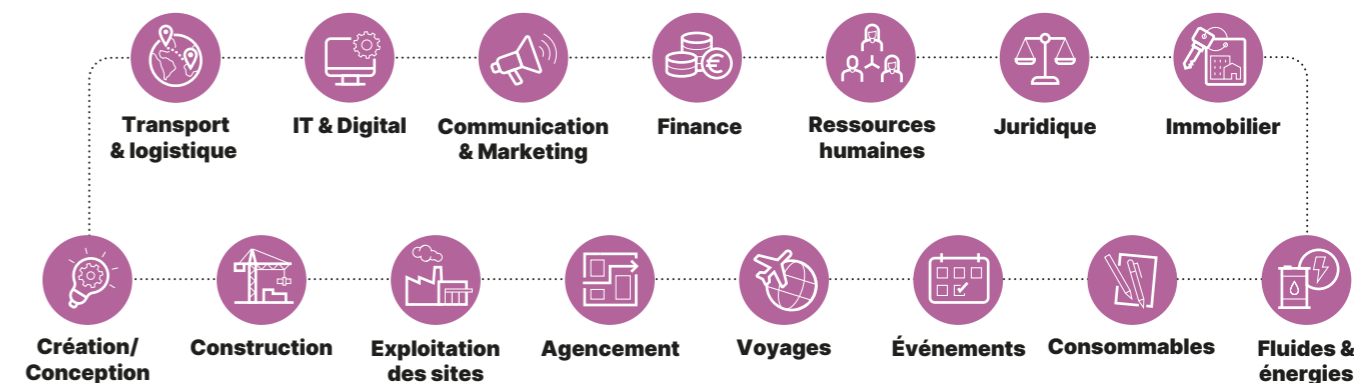 Transport
& logistique
IT & Digital
Communication
& Marketing
Finance
Ressources
humaines
Juridique
Immobilier
Création/
Conception
Construction
Exploitation
des sites
Agencement
Voyages
Événements
Consommables
Fluides &
énergies